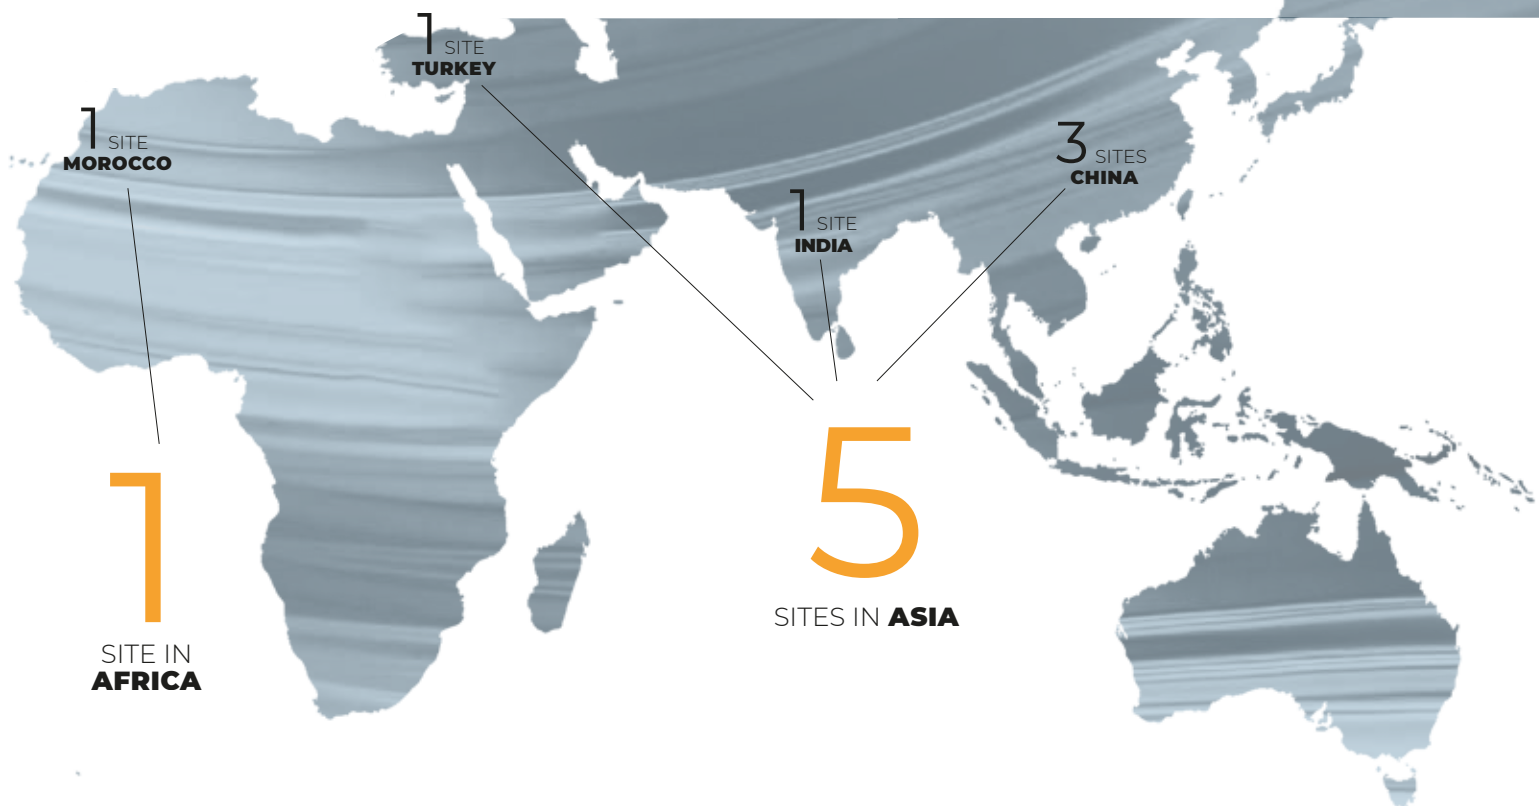 1 SITE
TURKEY
1 SITE
MOROCCO
3 SITES
CHINA
1 SITE
INDIA
5
SITES IN ASIA
1
SITE IN
AFRICA